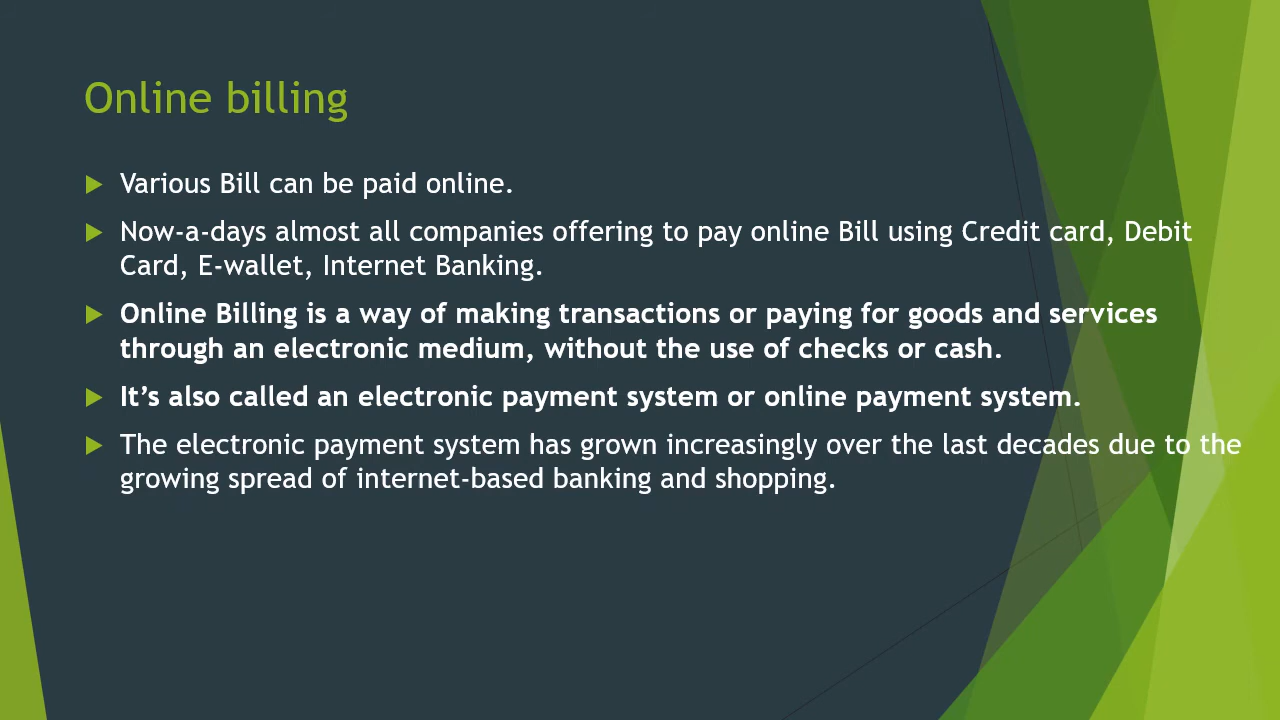 Online billing
Various Bill can be paid online.
Now-a-days almost all companies offering to pay online Bill using Credit card, Debit
Card, E-wallet, Internet Banking.
Online Billing is a way of making transactions or paying for goods and services
through an electronic medium, without the use of checks or cash.
It’s also called an electronic payment system or online payment system.
The electronic payment system has grown increasingly over the last decades due to the
growing spread of internet-based banking and shopping.